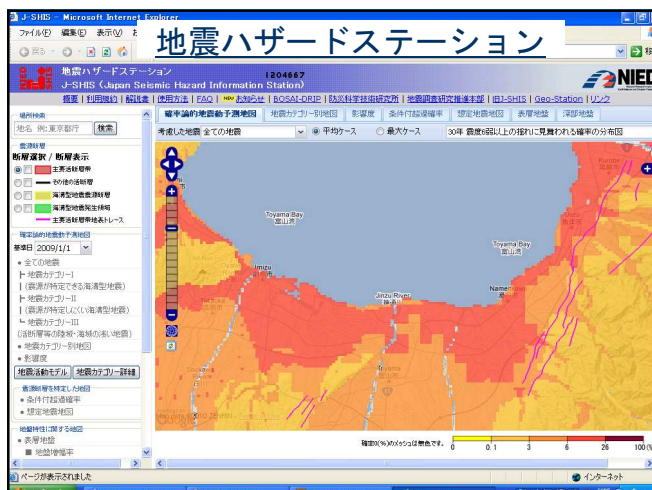 J-SHIS - Microsoft Internet Explorer
地震ハザードステーション
ファイル(F) 編集(E) 表示(V)
戻る
地震ハザードステーション
J-SHIS (Japan Seismic Hazard Information Station)
1204667
NIED
概要 | 利用規約 | 解説書 | 使用方法 | FAQ | お知らせ | BOSAI-DRIP | 防災科学技術研究所 | 地震調査研究推進本部 | 旧J-SHIS | Geo-Station | リンク
場所検索
地名 例:東京都庁 検索
震源断層
断層選択 / 断層表示
主要活断層帯
その他の活断層
海溝型地震震源断層
海溝型地震発生領域
主要活断層帯地表トレース
確率論的地震動予測地図
基準日 2009/1/1
全ての地震
地震カテゴリーI
(震源が特定できる海溝型地震)
地震カテゴリーII
(震源が特定しにくい海溝型地震)
地震カテゴリーIII
(活断層等の陸域・海域の浅い地震)
地震カテゴリー別地図
影響度
地震活動モデル 地震カテゴリー詳細
震源断層を特定した地図
条件付超過確率
想定地震地図
地盤特性に関する地図
表層地盤
地盤増幅率
確率論的地震動予測地図 地震カテゴリー別地図 影響度 条件付超過確率 想定地震地図 表層地盤 深部地盤
考慮した地震 全ての地震 平均ケース 最大ケース 30年 震度6弱以上の揺れに見舞われる確率の分布図
Toyama Bay
富山湾
Toyama Bay
富山湾
Imizu
Jinzu River
神通川
確率0(%)のメッシュは無色です。 0 0.1 3 6 26 100(%)
ページが表示されました
インターネット